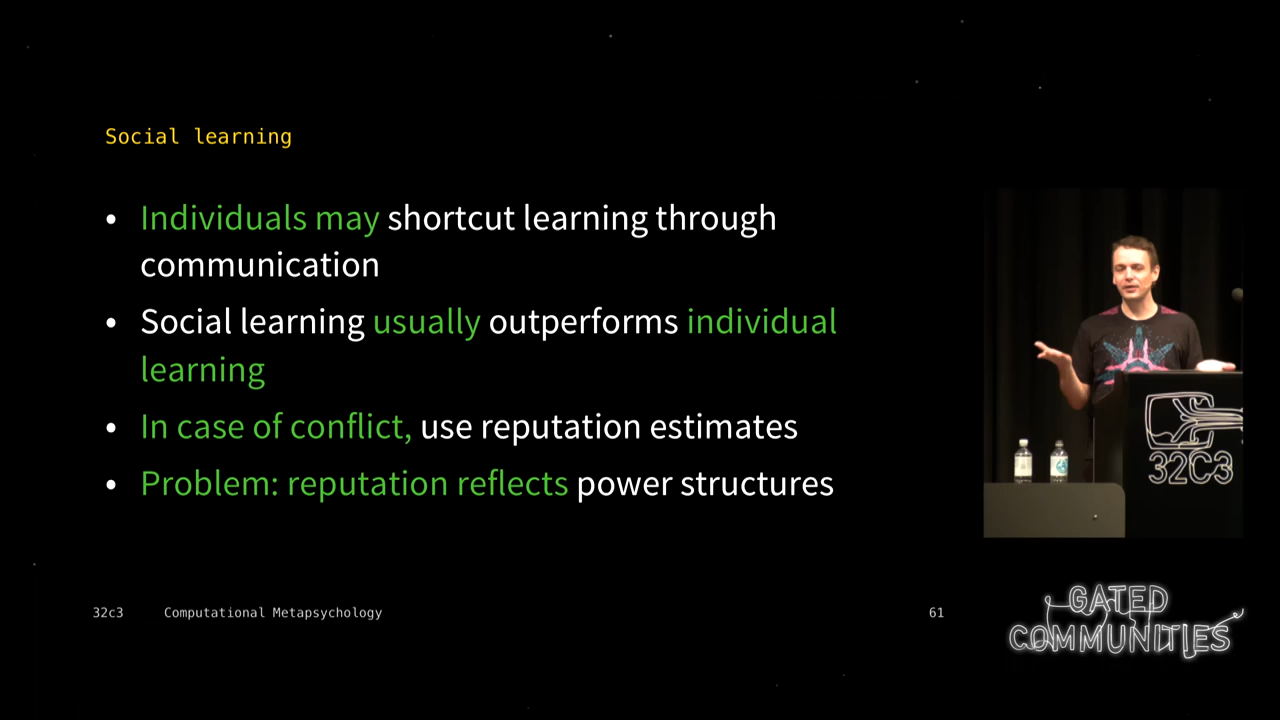 Social learning
• Individuals may shortcut learning through
communication
• Social learning usually outperforms individual
learning
• In case of conflict, use reputation estimates
• Problem: reputation reflects power structures
32C3
32c3 Computational Metapsychology 61
GATED
COMMUNITIES